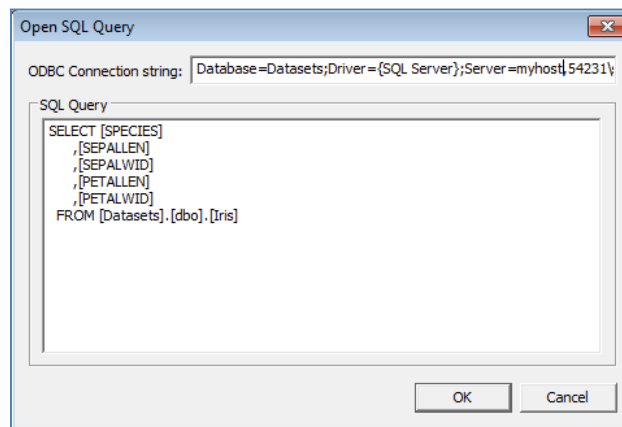 Open SQL Query
ODBC Connection string: Database=Datasets;Driver={SQL Server};Server=myhost,54231\
SQL Query
SELECT [SPECIES]
,[SEPALLEN]
,[SEPALWID]
,[PETALLEN]
,[PETALWID]
FROM [Datasets].[dbo].[Iris]
OK Cancel